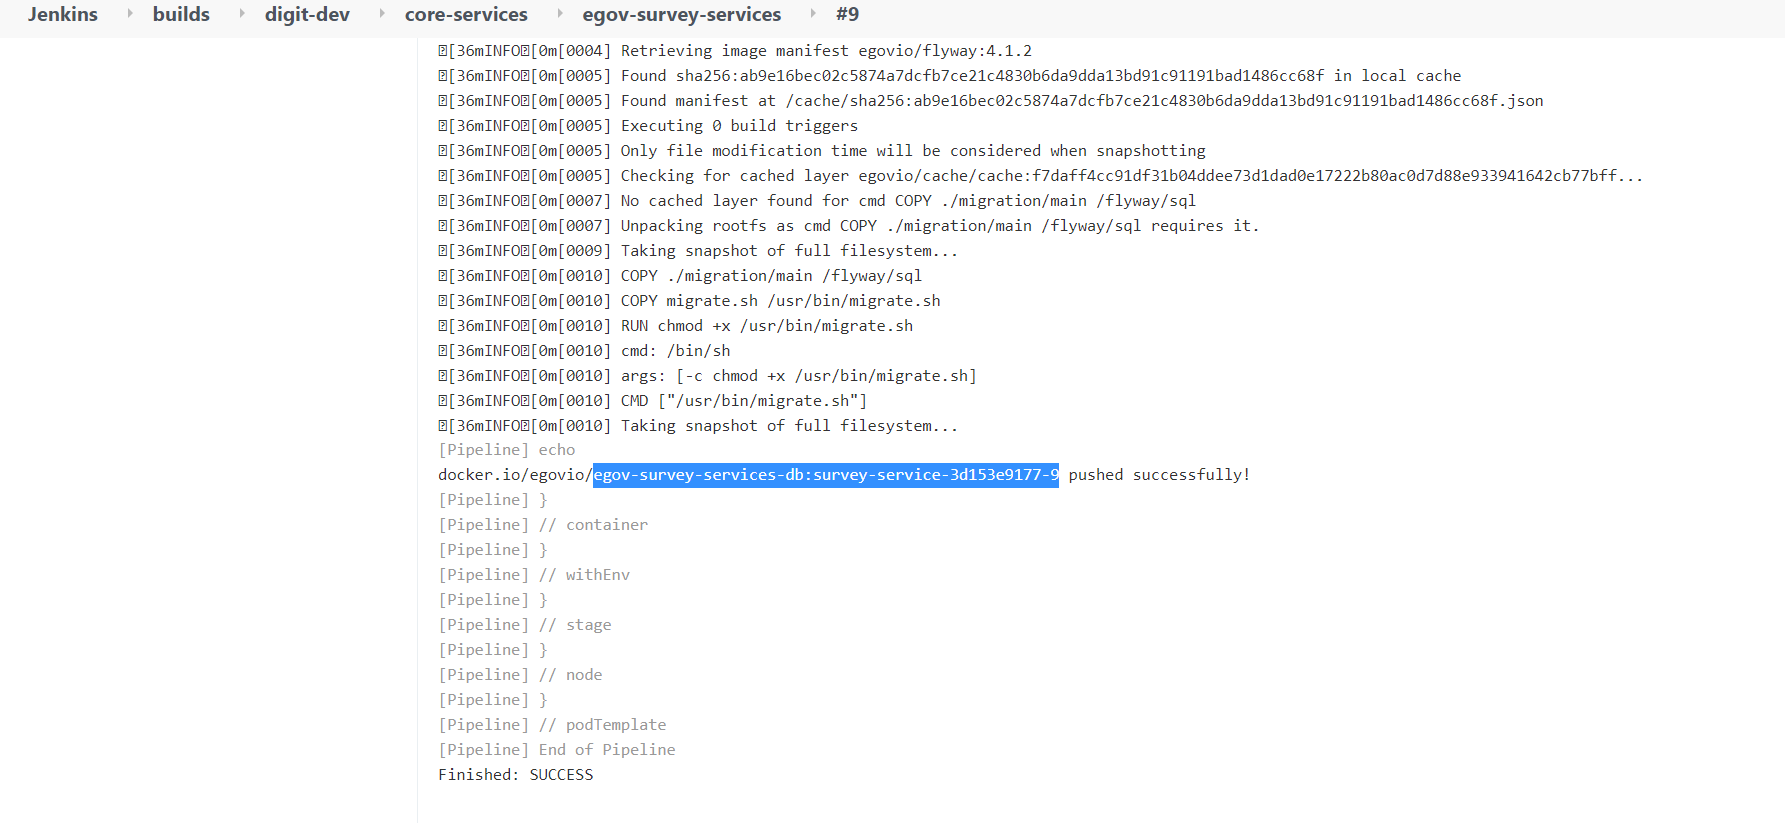 Jenkins builds digit-dev core-services egov-survey-services #9
[36mINFO[0m[0004] Retrieving image manifest egovio/flyway:4.1.2
[36mINFO[0m[0005] Found sha256:ab9e16bec02c5874a7dcfb7ce21c4830b6da9dda13bd91c91191bad1486cc68f in local cache
[36mINFO[0m[0005] Found manifest at /cache/sha256:ab9e16bec02c5874a7dcfb7ce21c4830b6da9dda13bd91c91191bad1486cc68f.json
[36mINFO[0m[0005] Executing 0 build triggers
[36mINFO[0m[0005] Only file modification time will be considered when snapshotting
[36mINFO[0m[0005] Checking for cached layer egovio/cache/cache:f7daff4cc91df31b04ddee73d1dad0e17222b80ac0d7d88e933941642cb77bff...
[36mINFO[0m[0007] No cached layer found for cmd COPY ./migration/main /flyway/sql
[36mINFO[0m[0007] Unpacking rootfs as cmd COPY ./migration/main /flyway/sql requires it.
[36mINFO[0m[0009] Taking snapshot of full filesystem...
[36mINFO[0m[0010] COPY ./migration/main /flyway/sql
[36mINFO[0m[0010] COPY migrate.sh /usr/bin/migrate.sh
[36mINFO[0m[0010] RUN chmod +x /usr/bin/migrate.sh
[36mINFO[0m[0010] cmd: /bin/sh
[36mINFO[0m[0010] args: [-c chmod +x /usr/bin/migrate.sh]
[36mINFO[0m[0010] CMD ["/usr/bin/migrate.sh"]
[36mINFO[0m[0010] Taking snapshot of full filesystem...
[Pipeline] echo
docker.io/egovio/egov-survey-services-db:survey-service-3d153e9177-9 pushed successfully!
[Pipeline] }
[Pipeline] // container
[Pipeline] }
[Pipeline] // withEnv
[Pipeline] }
[Pipeline] // stage
[Pipeline] }
[Pipeline] // node
[Pipeline] }
[Pipeline] // podTemplate
[Pipeline] End of Pipeline
Finished: SUCCESS